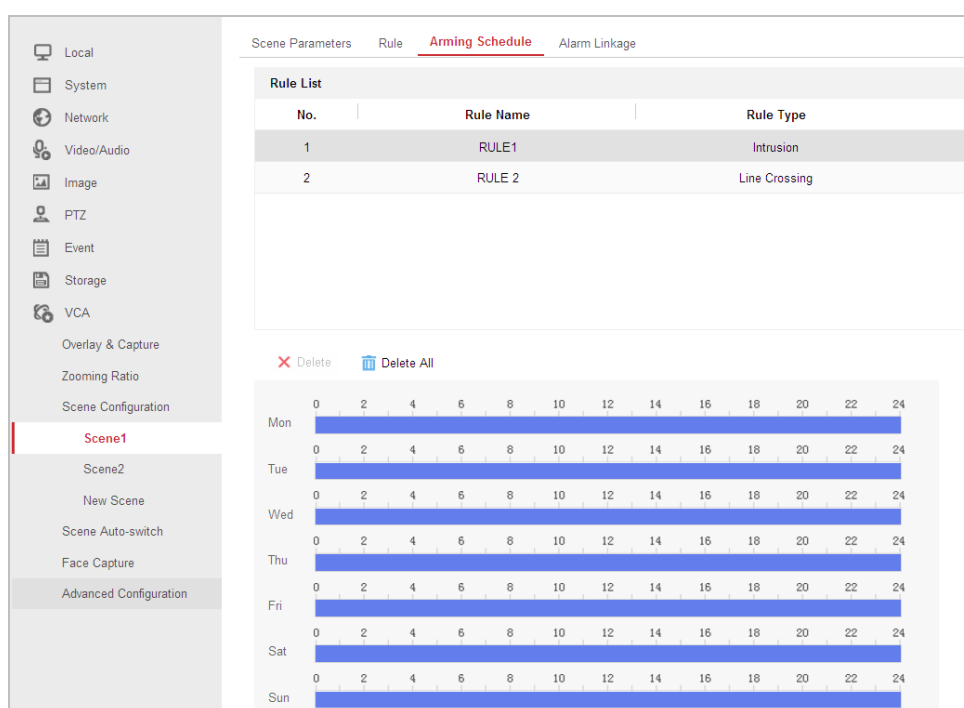 Local
System
Network
Video/Audio
Image
PTZ
Event
Storage
VCA
Overlay & Capture
Zooming Ratio
Scene Configuration
Scene1
Scene2
New Scene
Scene Auto-switch
Face Capture
Advanced Configuration
Scene Parameters Rule Arming Schedule Alarm Linkage
Rule List
No. Rule Name Rule Type
1 RULE1 Intrusion
2 RULE 2 Line Crossing
Delete Delete All
0 2 4 6 8 10 12 14 16 18 20 22 24
Mon
0 2 4 6 8 10 12 14 16 18 20 22 24
Tue
0 2 4 6 8 10 12 14 16 18 20 22 24
Wed
0 2 4 6 8 10 12 14 16 18 20 22 24
Thu
0 2 4 6 8 10 12 14 16 18 20 22 24
Fri
0 2 4 6 8 10 12 14 16 18 20 22 24
Sat
0 2 4 6 8 10 12 14 16 18 20 22 24
Sun